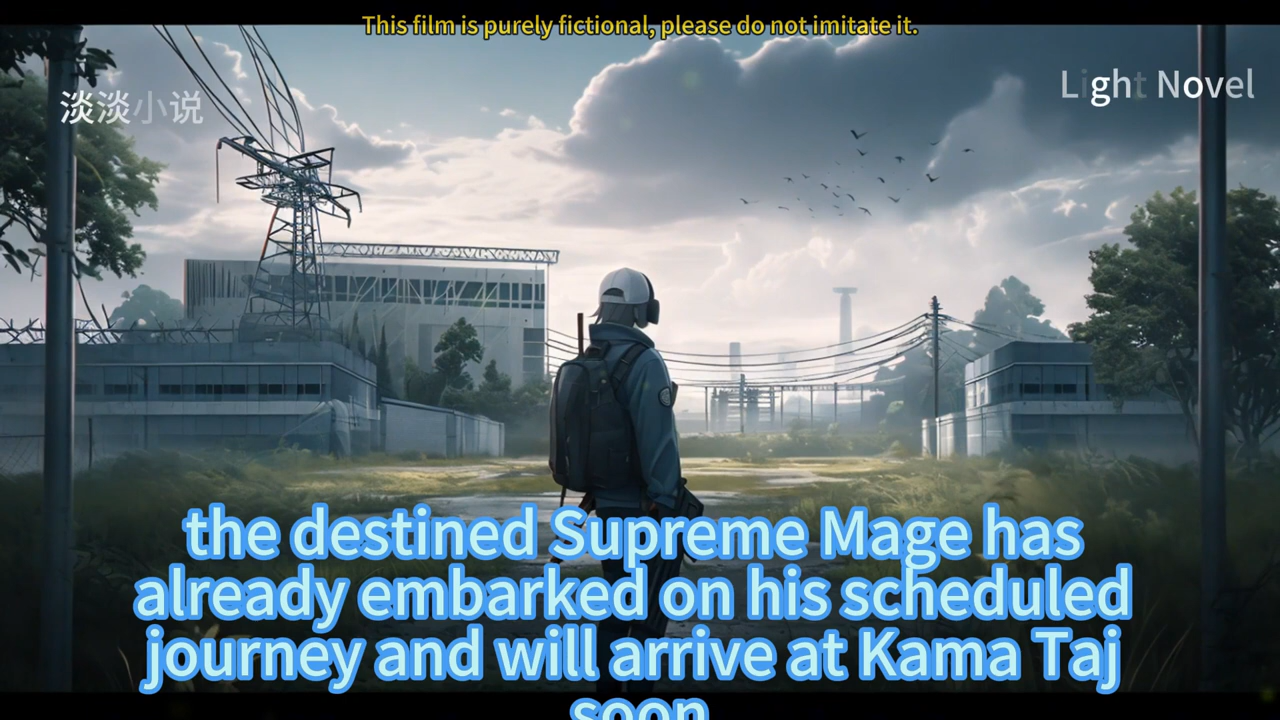 This film is purely fictional, please do not imitate it.
淡淡小说
Light Novel
the destined Supreme Mage has
already embarked on his scheduled
journey and will arrive at Kama Taj
soon